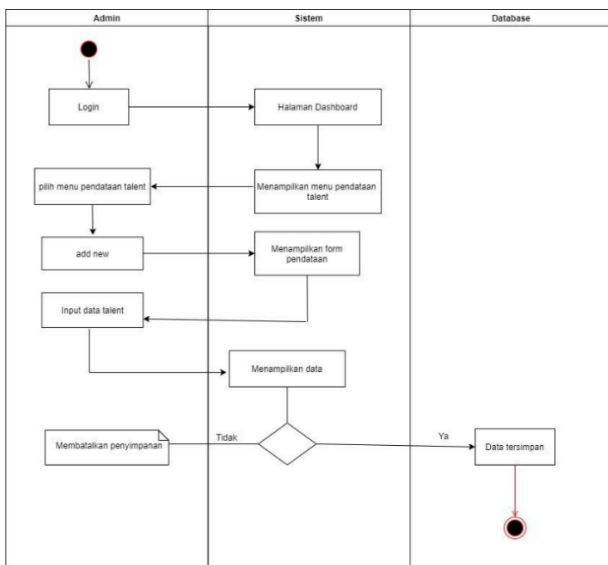 Admin
Sistem
Database
Login
Halaman Dashboard
pilih menu pendataan talent
Menampilkan menu pendataan
talent
add new
Menampilkan form
pendataan
Input data talent
Menampilkan data
Membatalkan penyimpanan
Tidak
Ya
Data tersimpan